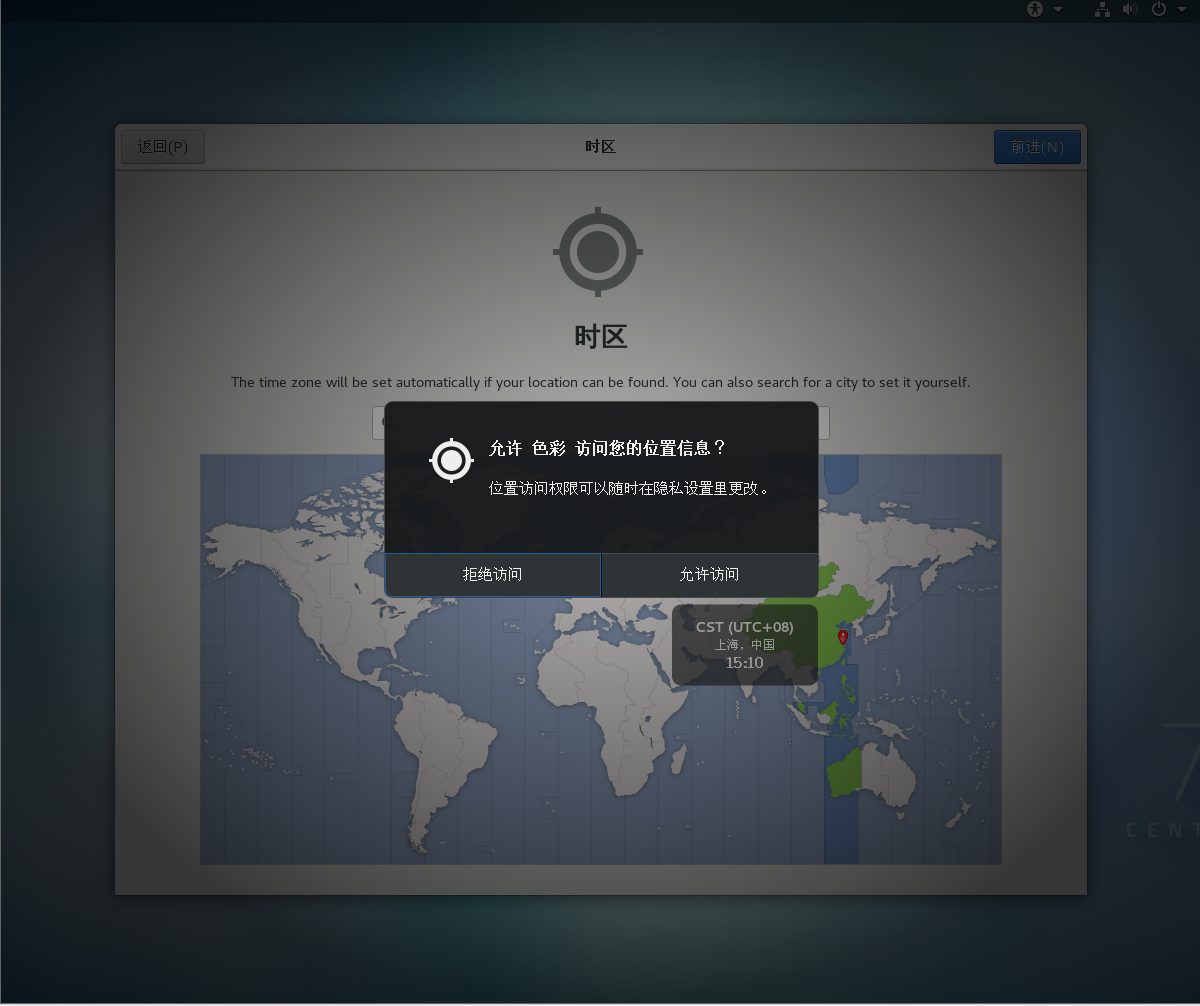 返回(P)
时区
前进(N)
时区
The time zone will be set automatically if your location can be found. You can also search for a city to set it yourself.
允许 色彩 访问您的位置信息？
位置访问权限可以随时在隐私设置里更改。
拒绝访问
允许访问
CST (UTC+08)
上海，中国
15:10
7
CENT